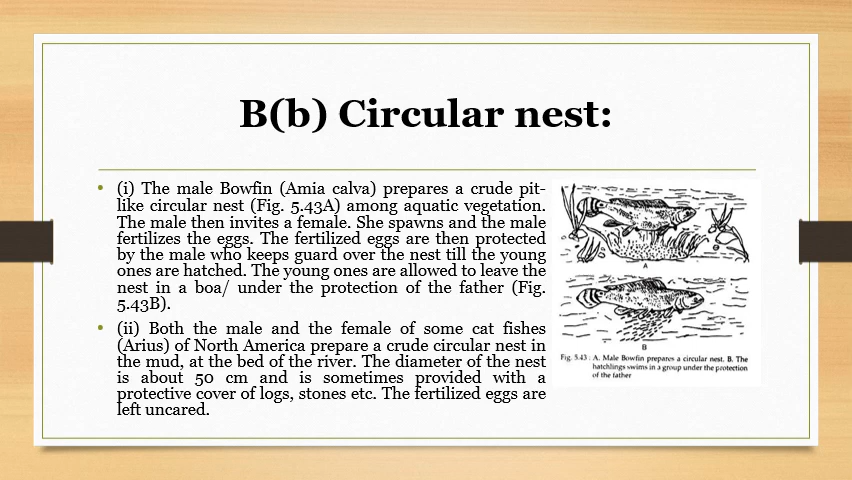 B(b) Circular nest:
• (i) The male Bowfin (Amia calva) prepares a crude pit-
like circular nest (Fig. 5.43A) among aquatic vegetation.
The male then invites a female. She spawns and the male
fertilizes the eggs. The fertilized eggs are then protected
by the male who keeps guard over the nest till the young
ones are hatched. The young ones are allowed to leave the
nest in a boa/ under the protection of the father (Fig.
5.43B).
• (ii) Both the male and the female of some cat fishes
(Arius) of North America prepare a crude circular nest in
the mud, at the bed of the river. The diameter of the nest
is about 50 cm and is sometimes provided with a
protective cover of logs, stones etc. The fertilized eggs are
left uncared.
A
B
Fig. 5.43 : A. Male Bowfin prepares a circular nest. B. The
hatchlings swims in a group under the protection
of the father